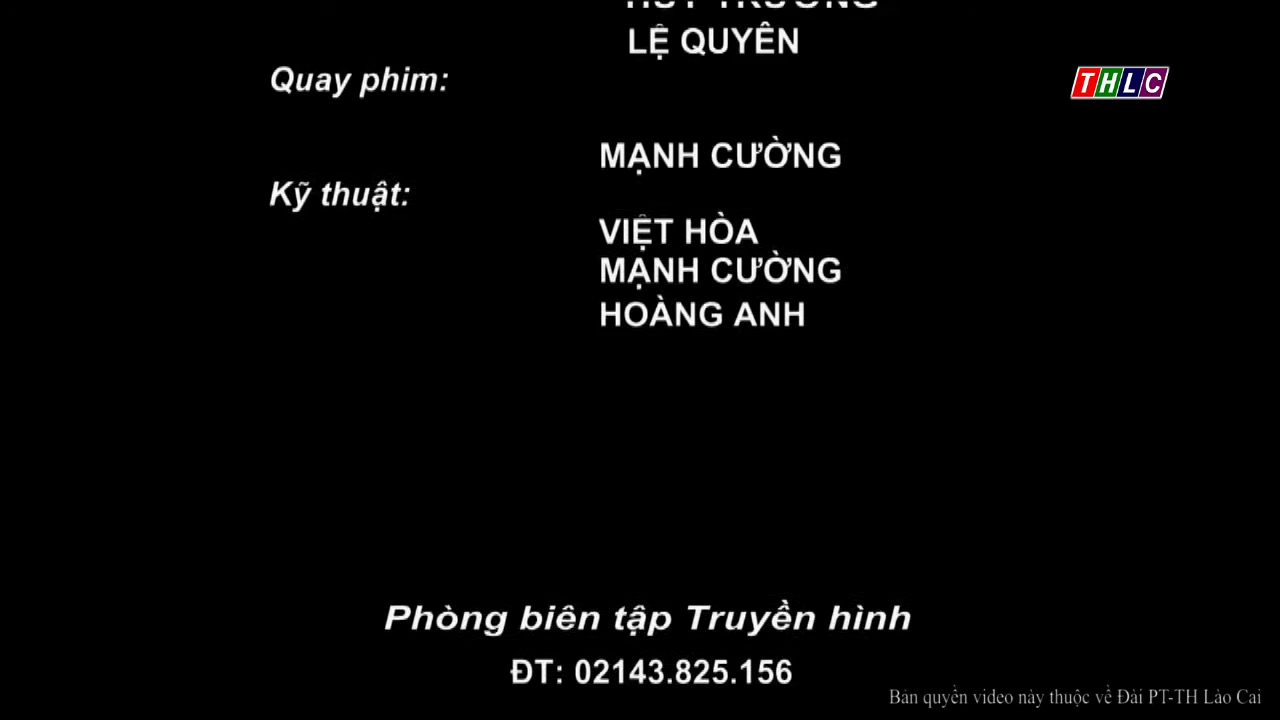 LỆ QUYÊN
Quay phim:
THLC
MẠNH CƯỜNG
Kỹ thuật:
VIỆT HÒA
MẠNH CƯỜNG
HOÀNG ANH
Phòng biên tập Truyền hình
ĐT: 02143.825.156
Bản quyền video này thuộc về Đài PT-TH Lào Cai